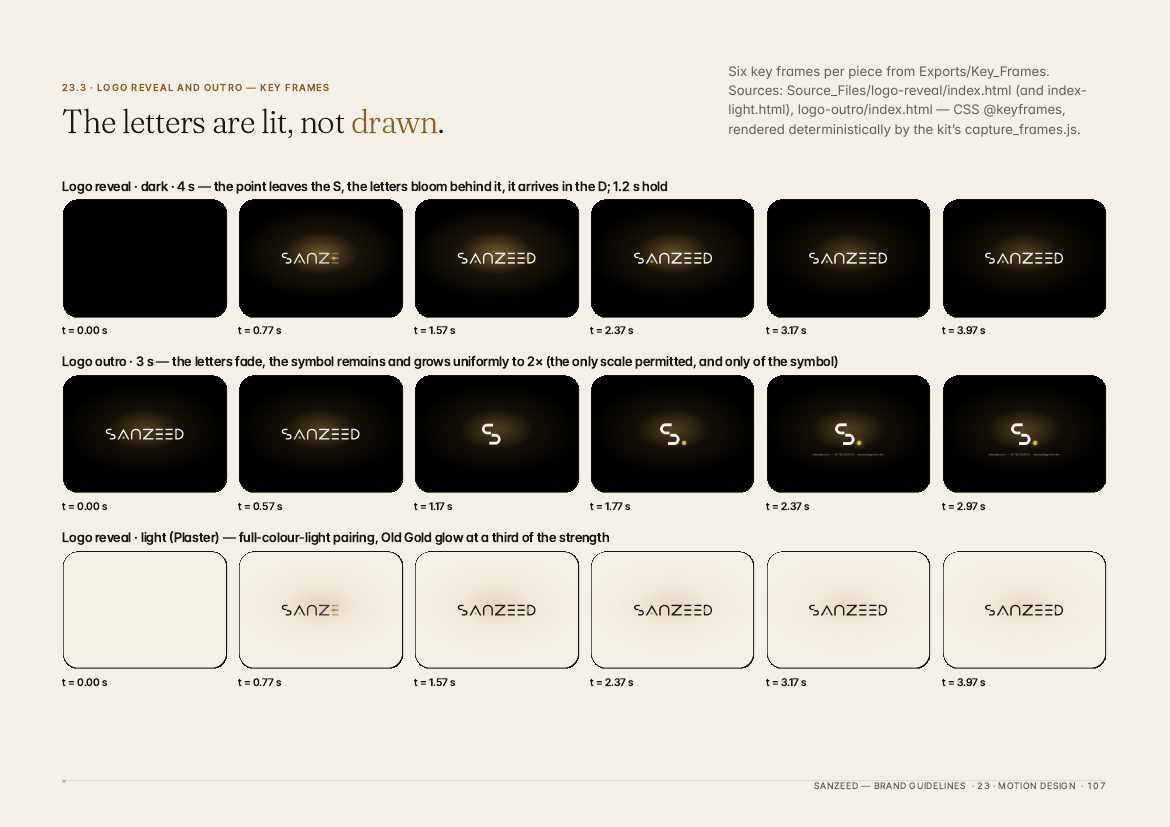 23.3 · LOGO REVEAL AND OUTRO — KEY FRAMES
The letters are lit, not drawn.
Six key frames per piece from Exports/Key_Frames.
Sources: Source_Files/logo-reveal/index.html (and index-
light.html), logo-outro/index.html — CSS @keyframes,
rendered deterministically by the kit's capture_frames.js.
Logo reveal · dark · 4 s — the point leaves the S, the letters bloom behind it, it arrives in the D; 1.2 s hold
SANZE SANZEED SANZEED SANZEED SANZEED
t = 0.00 s t = 0.77 s t = 1.57 s t = 2.37 s t = 3.17 s t = 3.97 s
Logo outro · 3 s — the letters fade, the symbol remains and grows uniformly to 2× (the only scale permitted, and only of the symbol)
SANZEED SANZEED S S. S. S.
t = 0.00 s t = 0.57 s t = 1.17 s t = 1.77 s t = 2.37 s t = 2.97 s
Logo reveal · light (Plaster) — full-colour-light pairing, Old Gold glow at a third of the strength
SANZE SANZEED SANZEED SANZEED SANZEED
t = 0.00 s t = 0.77 s t = 1.57 s t = 2.37 s t = 3.17 s t = 3.97 s
SANZEED — BRAND GUIDELINES · 23 · MOTION DESIGN · 107